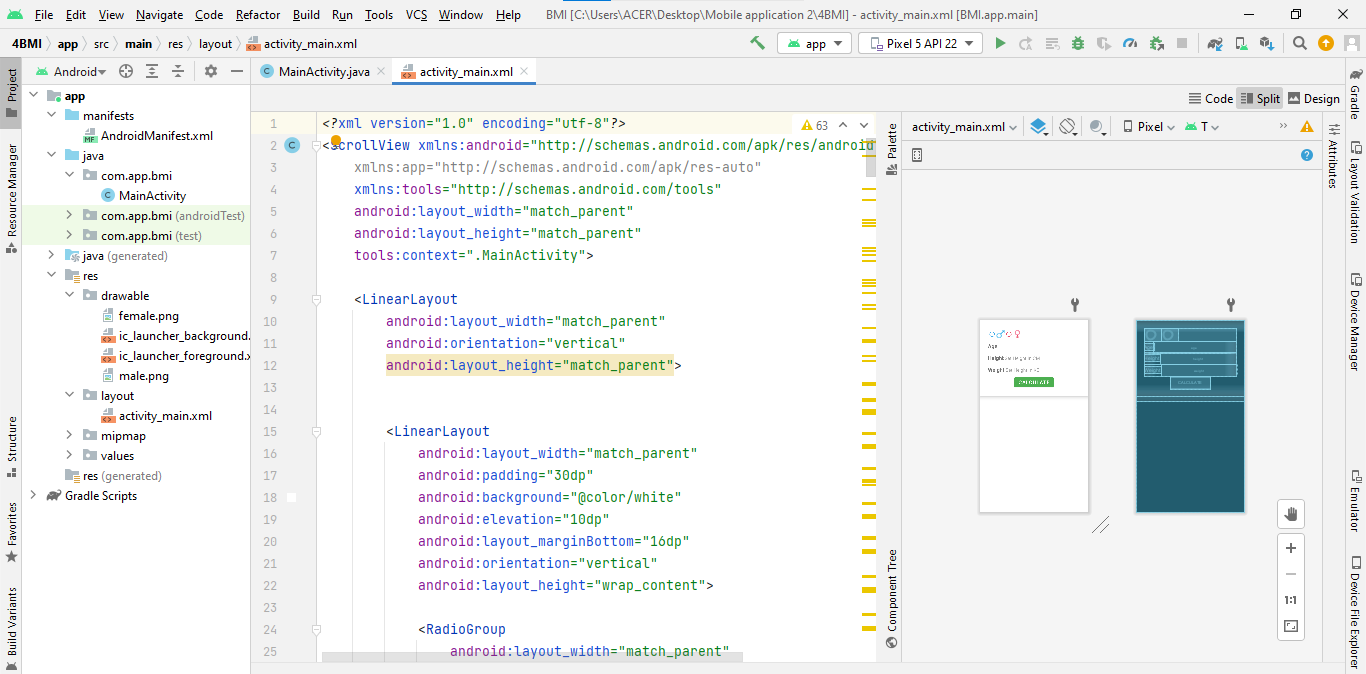 File Edit View Navigate Code Refactor Build Run Tools VCS Window Help BMI [C:\Users\ACER\Desktop\Mobile application 2\4BMI] - activity_main.xml [BMI.app.main]
4BMI app src main res layout activity_main.xml app Pixel 5 API 22
Project
Resource Manager
Structure
Favorites
Build Variants
Android
app
manifests
AndroidManifest.xml
java
com.app.bmi
MainActivity
com.app.bmi (androidTest)
com.app.bmi (test)
java (generated)
res
drawable
female.png
ic_launcher_background.
ic_launcher_foreground.x
male.png
layout
activity_main.xml
mipmap
values
res (generated)
Gradle Scripts
MainActivity.java activity_main.xml
Code Split Design
63
1 <?xml version="1.0" encoding="utf-8"?>
2 <ScrollView xmlns:android="http://schemas.android.com/apk/res/android
3 xmlns:app="http://schemas.android.com/apk/res-auto"
4 xmlns:tools="http://schemas.android.com/tools"
5 android:layout_width="match_parent"
6 android:layout_height="match_parent"
7 tools:context=".MainActivity">
8
9 <LinearLayout
10 android:layout_width="match_parent"
11 android:orientation="vertical"
12 android:layout_height="match_parent">
13
14
15 <LinearLayout
16 android:layout_width="match_parent"
17 android:padding="30dp"
18 android:background="@color/white"
19 android:elevation="10dp"
20 android:layout_marginBottom="16dp"
21 android:orientation="vertical"
22 android:layout_height="wrap_content">
23
24 <RadioGroup
25 android:layout_width="match_parent"
Palette
Component Tree
activity_main.xml Pixel T
Age
Height
Weight
CALCULATE
CALCULATE
1:1
Attributes
Gradle
Layout Validation
Device Manager
Emulator
Device File Explorer